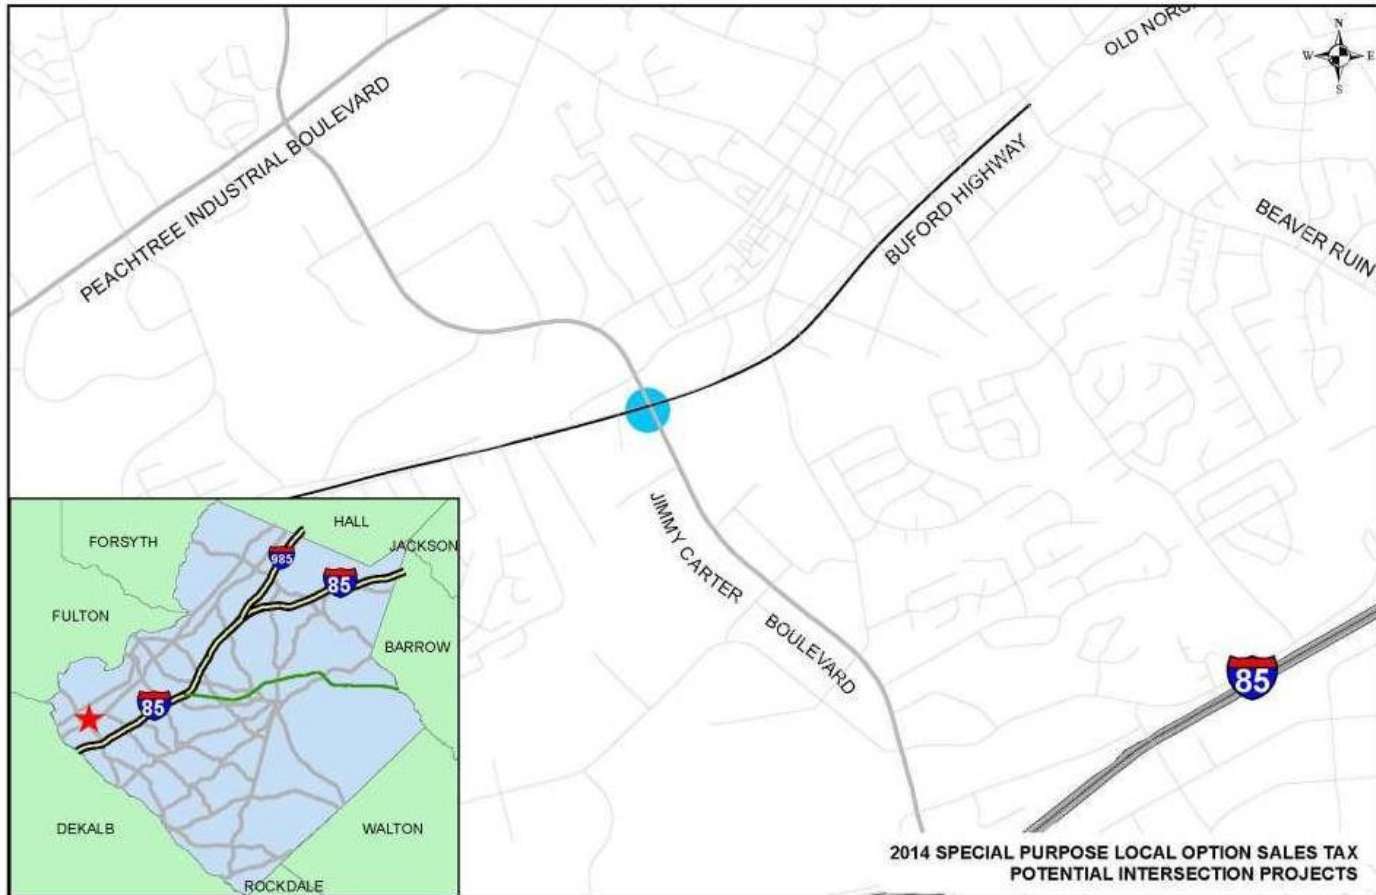 OLD NORC
N
W
E
S
PEACHTREE INDUSTRIAL BOULEVARD
BUFORD HIGHWAY
BEAVER RUIN
JIMMY CARTER
BOULEVARD
85
HALL
FORSYTH
JACKSON
985
85
FULTON
BARROW
85
DEKALB
WALTON
ROCKDALE
2014 SPECIAL PURPOSE LOCAL OPTION SALES TAX
POTENTIAL INTERSECTION PROJECTS